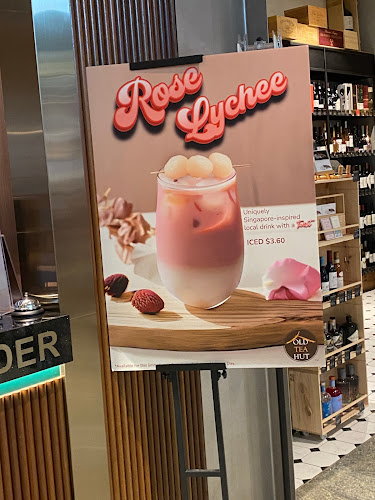 Rose
Lychee
Uniquely
Singapore-inspired
local drink with a
ICED $3.60
OLD
TEA
HUT
DER